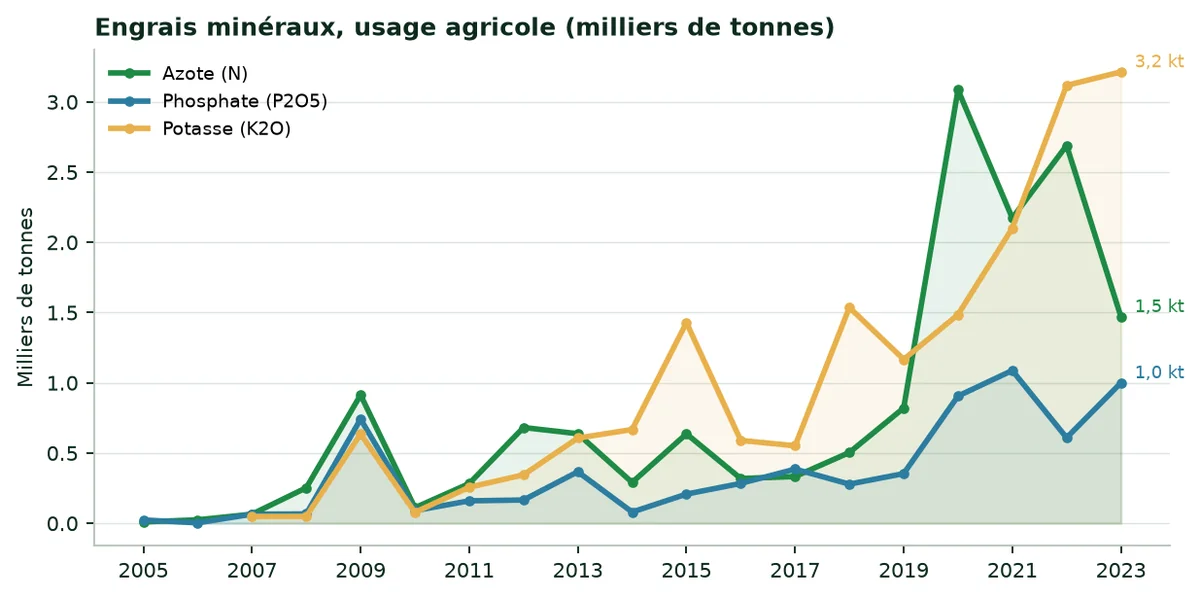 Engrais minéraux, usage agricole (milliers de tonnes)
Azote (N)
Phosphate (P2O5)
Potasse (K2O)
3,2 kt
1,5 kt
1,0 kt
Milliers de tonnes
3.0
2.5
2.0
1.5
1.0
0.5
0.0
2005 2007 2009 2011 2013 2015 2017 2019 2021 2023